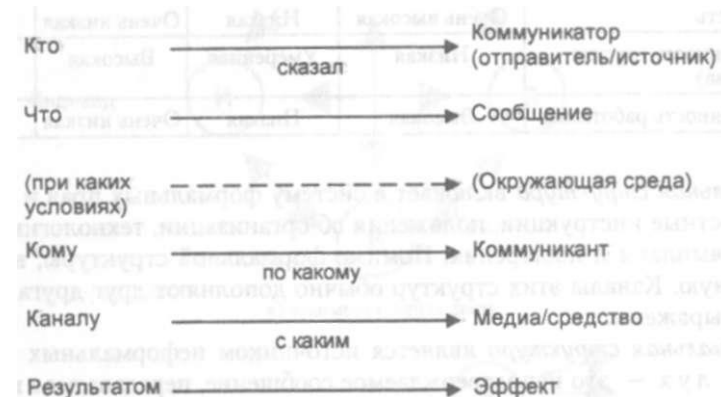 Кто
сказал
Коммуникатор
(отправитель/источник)
Что
Сообщение
(при каких
условиях)
(Окружающая среда)
Кому
по какому
Коммуникант
Каналу
с каким
Медиа/средство
Результатом
Эффект